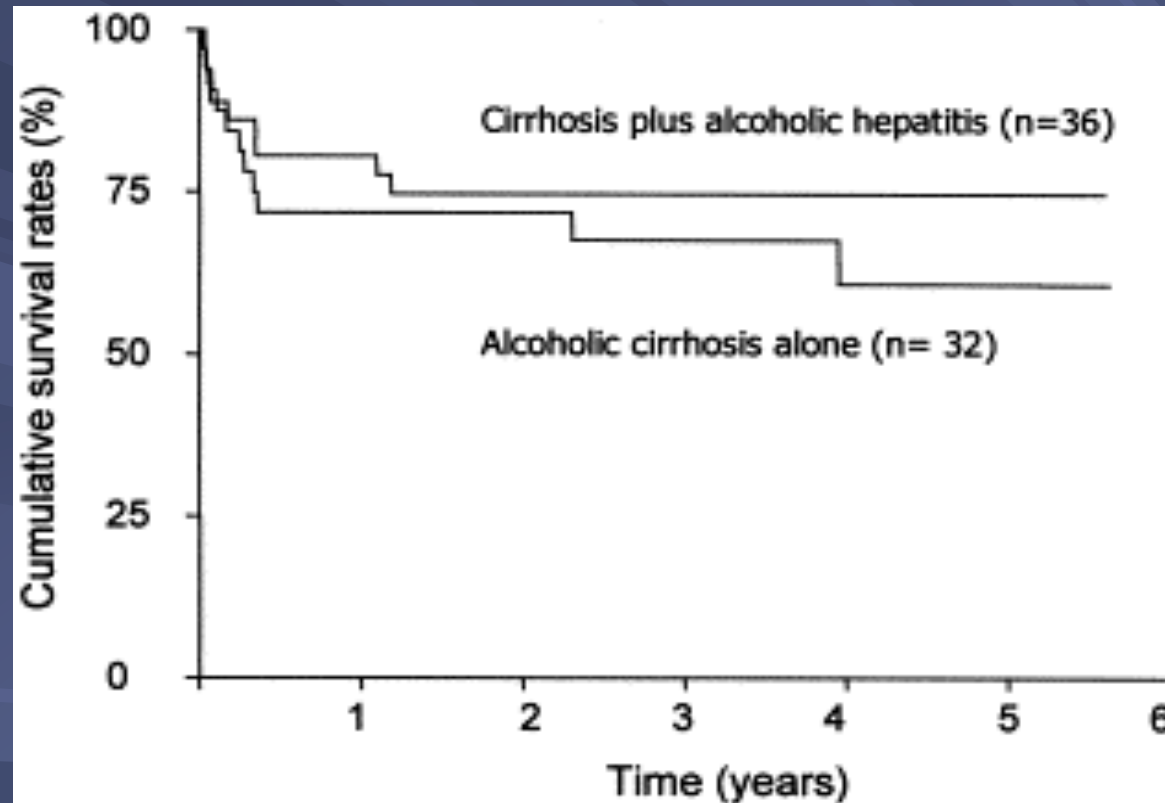 100
Cirrhosis plus alcoholic hepatitis (n=36)
75
Alcoholic cirrhosis alone (n= 32)
50
25
0
Cumulative survival rates (%)
1 2 3 4 5 6
Time (years)